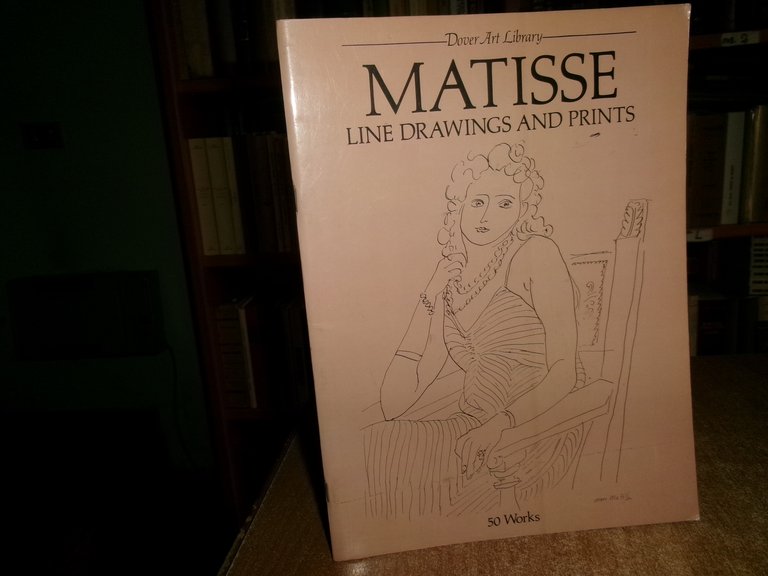 Dover Art Library
MATISSE
LINE DRAWINGS AND PRINTS
50 Works